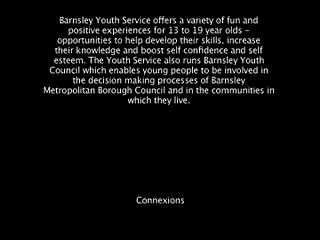 Barnsley Youth Service offers a variety of fun and
positive experiences for 13 to 19 year olds -
opportunities to help develop their skills, increase
their knowledge and boost self confidence and self
esteem. The Youth Service also runs Barnsley Youth
Council which enables young people to be involved in
the decision making processes of Barnsley
Metropolitan Borough Council and in the communities in
which they live.
Connexions